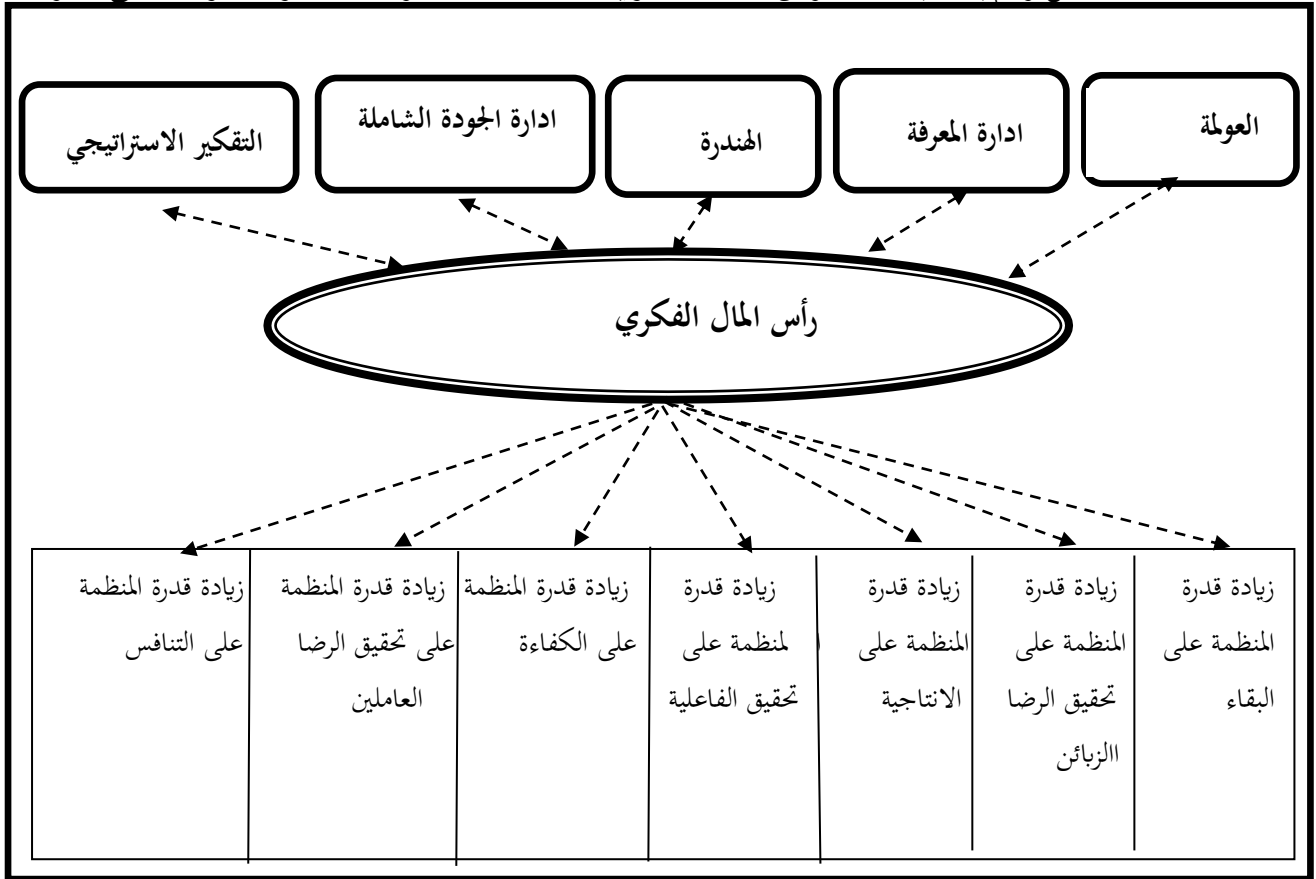 العولمة
ادارة المعرفة
الهندرة
ادارة الجودة الشاملة
التقكير الاستراتيجي
رأس المال الفكري
زيادة قدرة
المنظمة على
البقاء
زيادة قدرة
المنظمة على
تحقيق الرضا
االزبائن
زيادة قدرة
المنظمة على
الانتاجية
زيادة قدرة
لمنظمة على
تحقيق الفاعلية
زيادة قدرة المنظمة
على الكفاءة
زيادة قدرة المنظمة
على تحقيق الرضا
العاملين
زيادة قدرة المنظمة
على التنافس